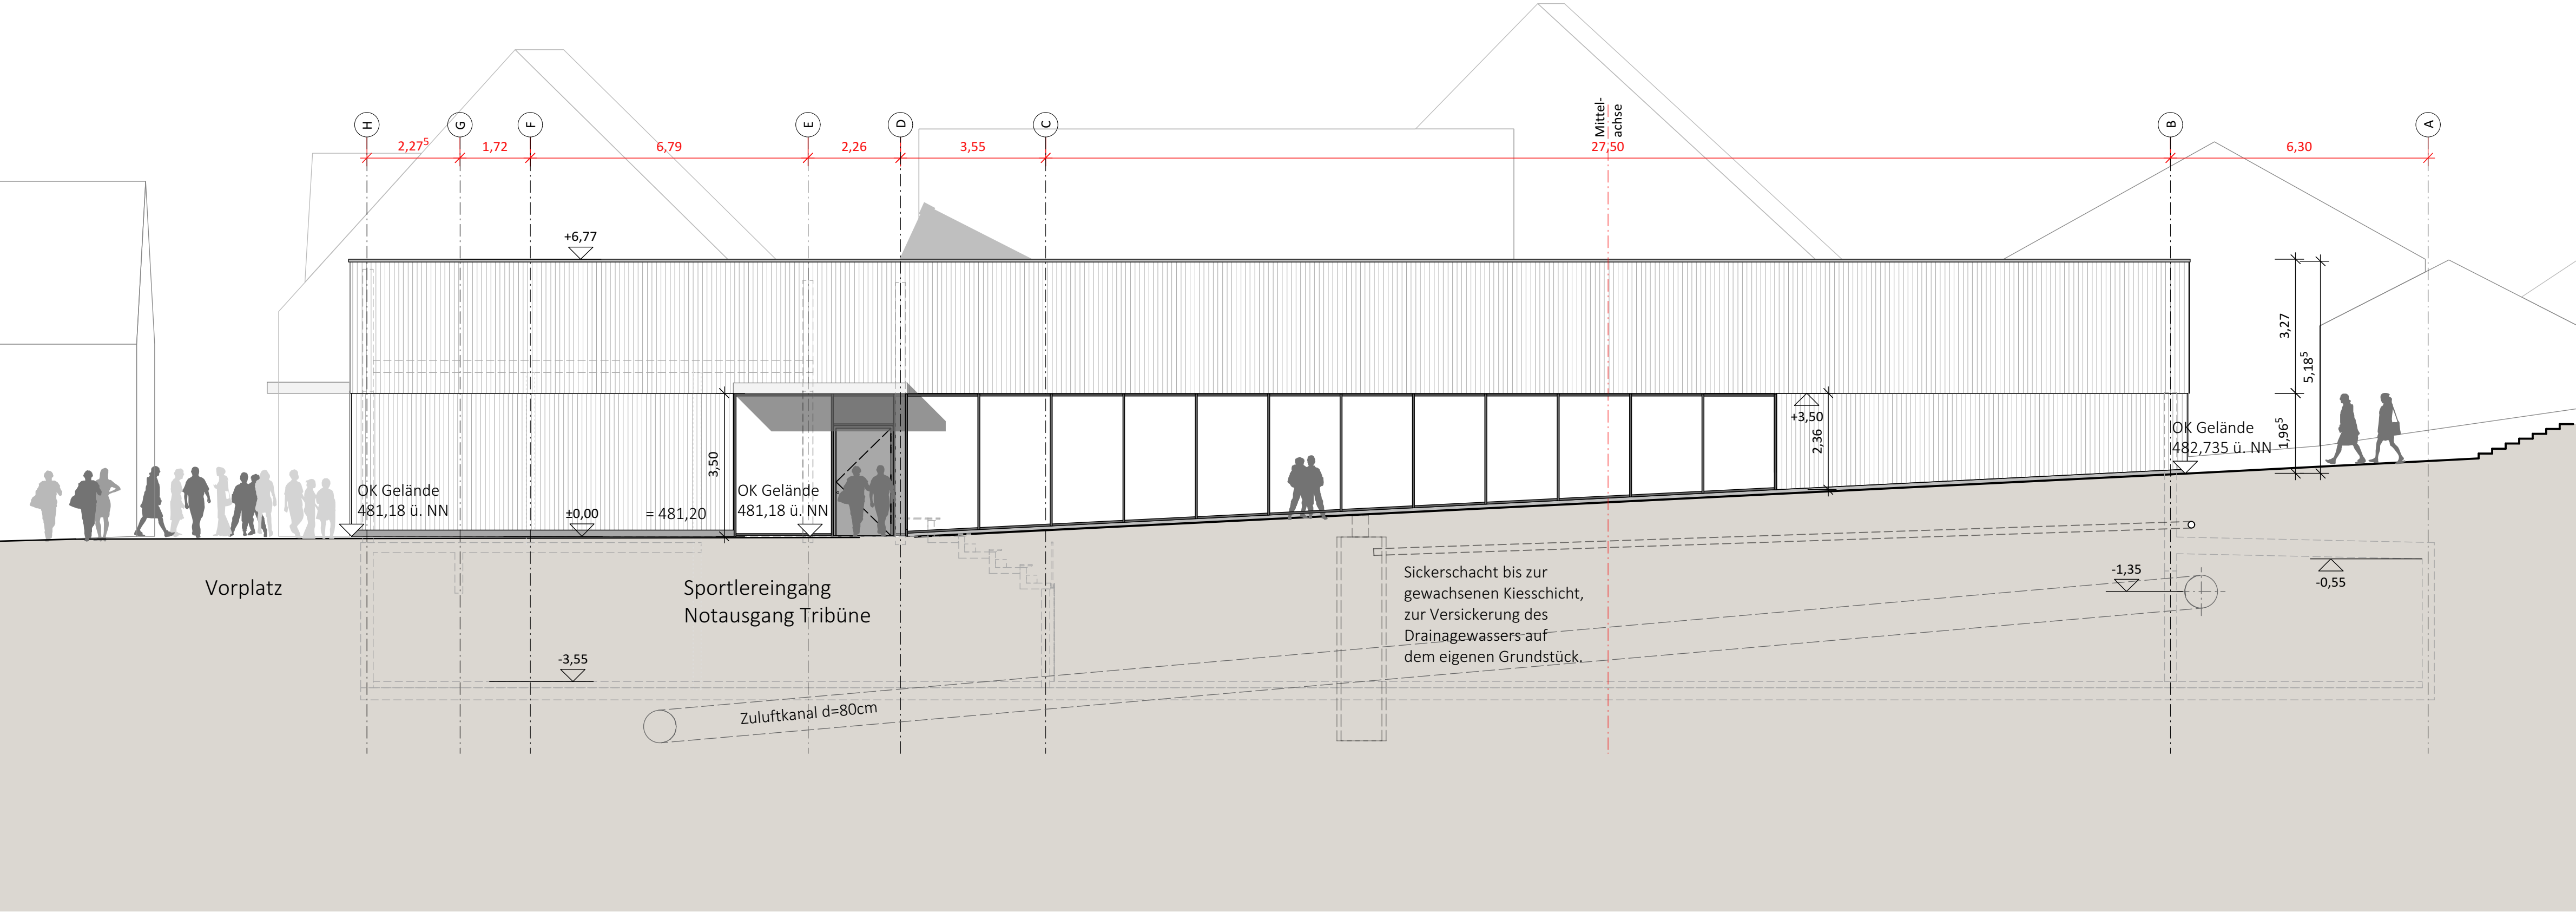 Mittel-
achse
H
G
F
E
D
C
B
A
2,27⁵
1,72
6,79
2,26
3,55
27,50
6,30
+6,77
3,27
5,18⁵
+3,50
2,36
1,96⁵
3,50
OK Gelände
482,735 ü. NN
OK Gelände
481,18 ü. NN
±0,00
= 481,20
OK Gelände
481,18 ü. NN
Vorplatz
Sportlereingang
Notausgang Tribüne
Sickerschacht bis zur
gewachsenen Kiesschicht,
zur Versickerung des
Drainagewassers auf
dem eigenen Grundstück.
-1,35
-0,55
-3,55
Zuluftkanal d=80cm